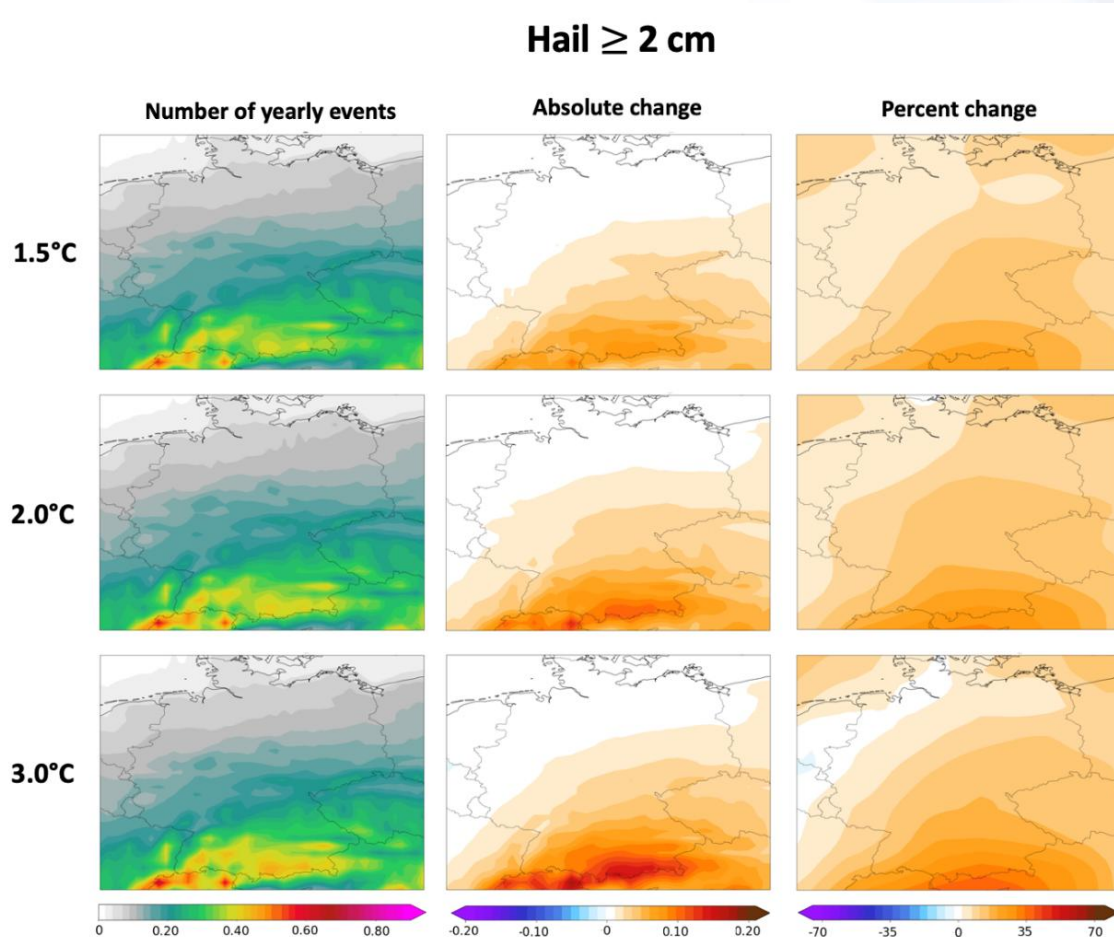 Hail ≥ 2 cm
Number of yearly events
Absolute change
Percent change
1.5°C
2.0°C
3.0°C
0 0.20 0.40 0.60 0.80
-0.20 -0.10 0 0.10 0.20
-70 -35 0 35 70